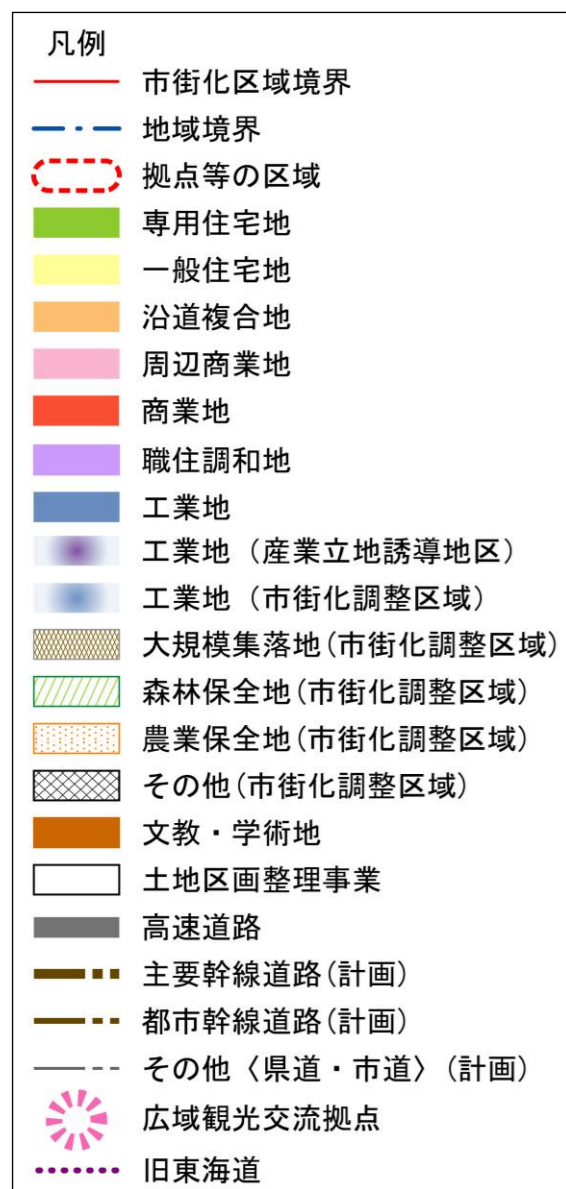 凡例
市街化区域境界
地域境界
拠点等の区域
専用住宅地
一般住宅地
沿道複合地
周辺商業地
商業地
職住調和地
工業地
工業地（産業立地誘導地区）
工業地（市街化調整区域）
大規模集落地(市街化調整区域)
森林保全地(市街化調整区域)
農業保全地(市街化調整区域)
その他(市街化調整区域)
文教・学術地
土地区画整理事業
高速道路
主要幹線道路(計画)
都市幹線道路(計画)
その他〈県道・市道〉(計画)
広域観光交流拠点
旧東海道